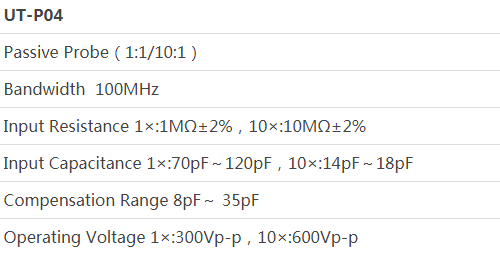 UT-P04
Passive Probe ( 1:1/10:1 )
Bandwidth  100MHz
Input Resistance 1×:1MΩ±2% , 10×:10MΩ±2%
Input Capacitance 1×:70pF~120pF , 10×:14pF~18pF
Compensation Range 8pF~ 35pF
Operating Voltage 1×:300Vp-p , 10×:600Vp-p